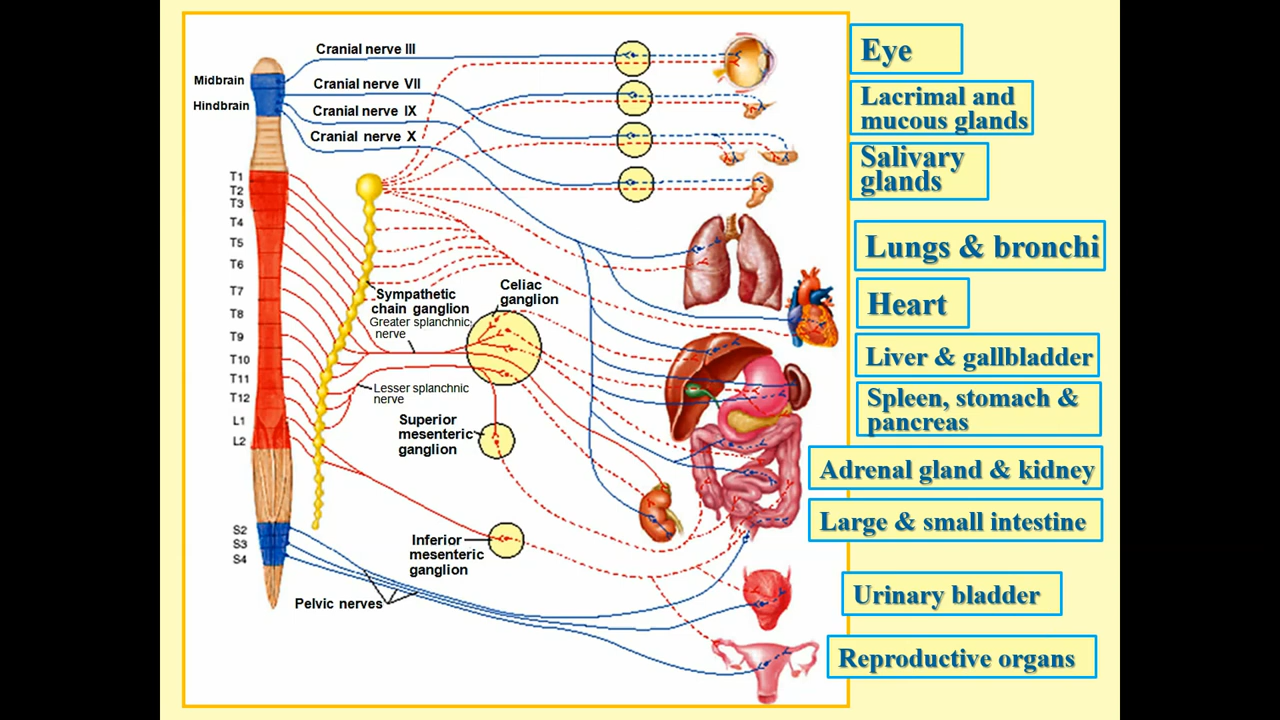 Cranial nerve III
Midbrain
Cranial nerve VII
Hindbrain
Cranial nerve IX
Cranial nerve X
T1
T2
T3
T4
T5
T6
T7
T8
T9
T10
T11
T12
L1
L2
S2
S3
S4
Sympathetic
chain ganglion
Greater splanchnic
nerve
Celiac
ganglion
Lesser splanchnic
nerve
Superior
mesenteric
ganglion
Inferior
mesenteric
ganglion
Pelvic nerves
Eye
Lacrimal and
mucous glands
Salivary
glands
Lungs & bronchi
Heart
Liver & gallbladder
Spleen, stomach &
pancreas
Adrenal gland & kidney
Large & small intestine
Urinary bladder
Reproductive organs